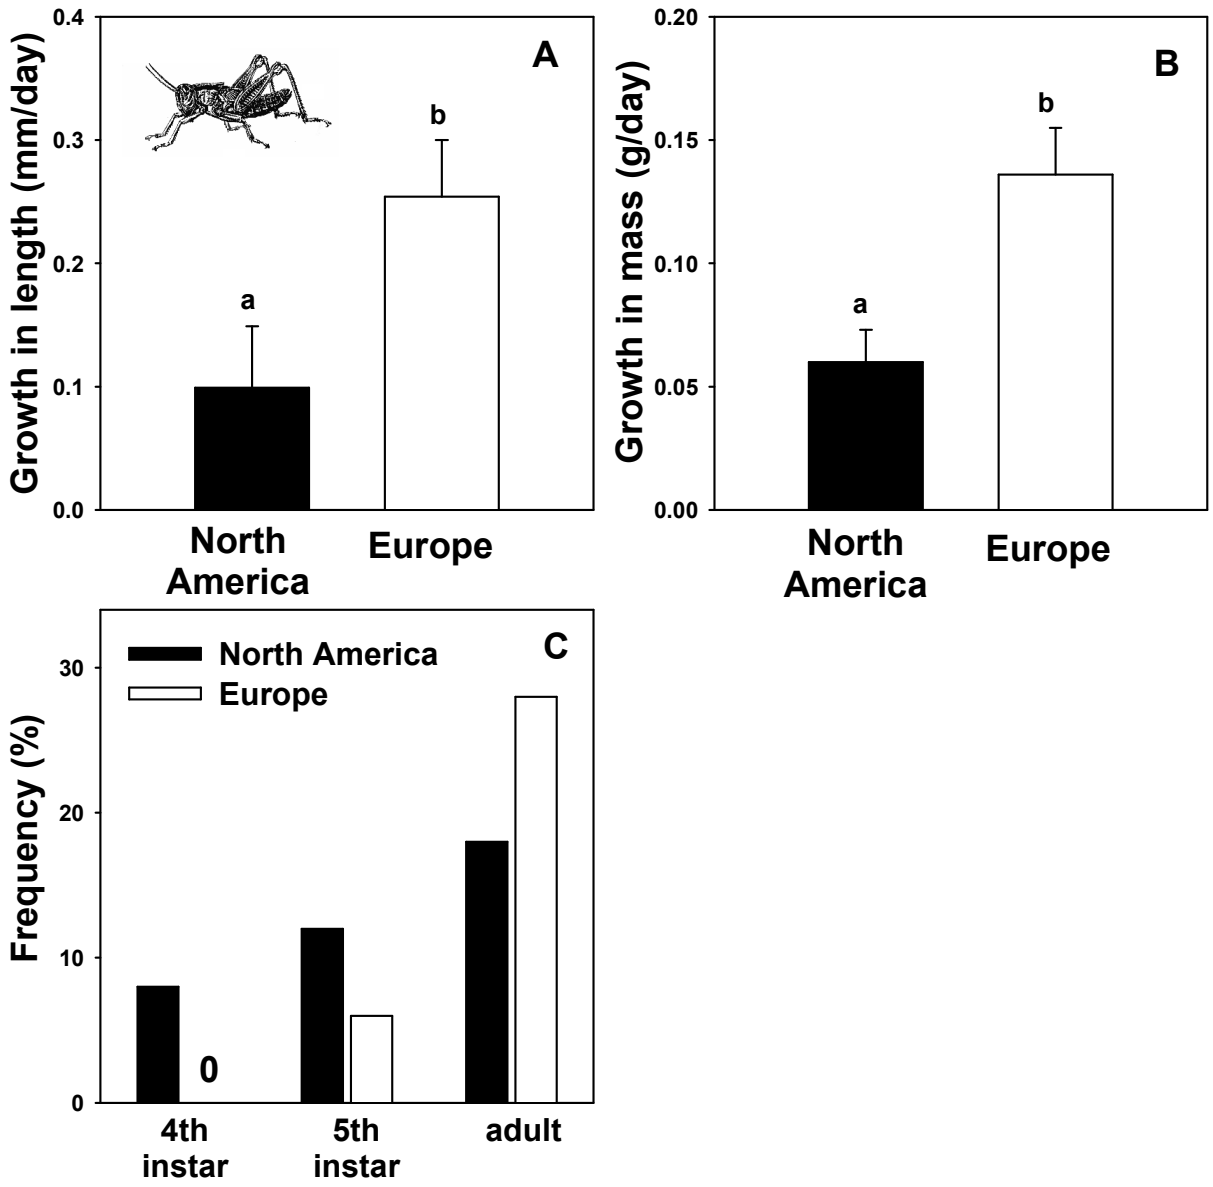 A
Growth in length (mm/day)
0.4
0.3
0.2
0.1
0.0
a
b
North
America
Europe
B
Growth in mass (g/day)
0.20
0.15
0.10
0.05
0.00
a
b
North
America
Europe
C
North America
Europe
Frequency (%)
30
20
10
0
0
4th
instar
5th
instar
adult